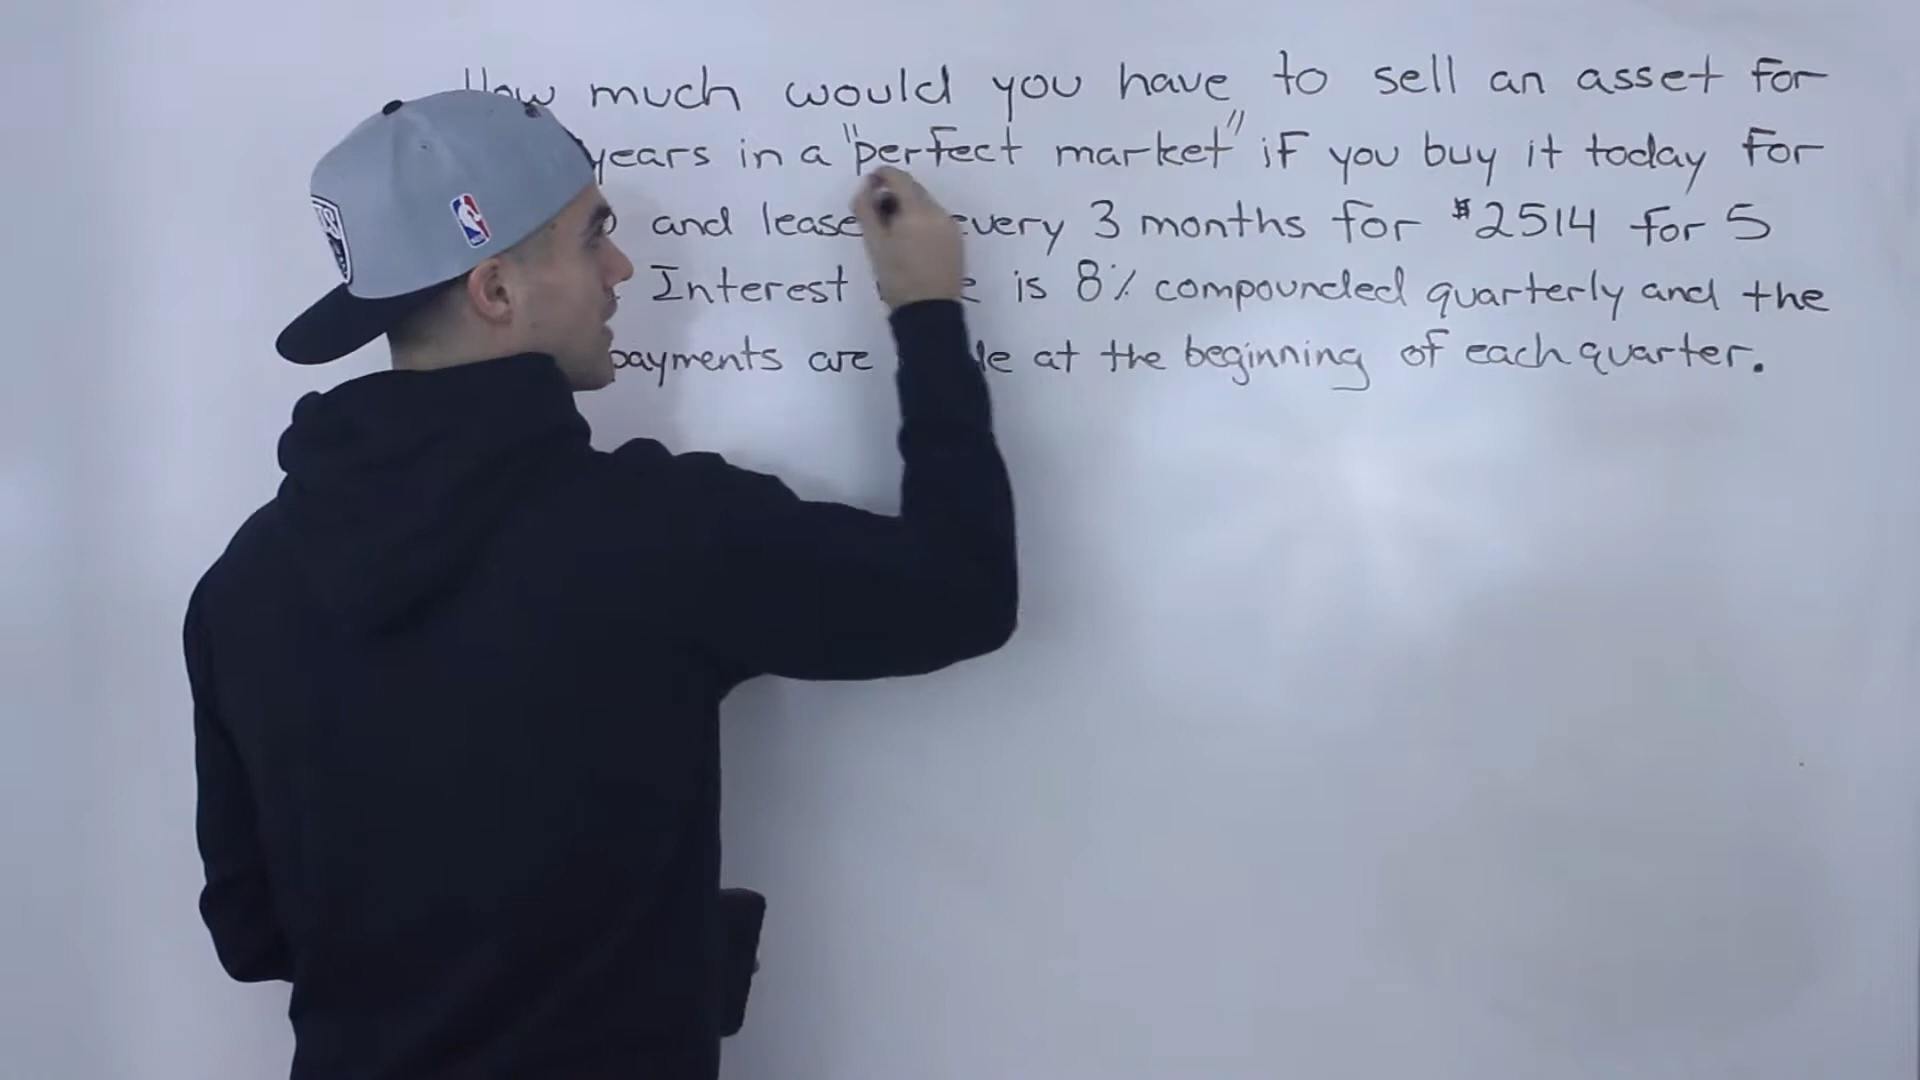 How much would you have to sell an asset for
years in a "perfect market" if you buy it today for
and lease every 3 months for $2514 for 5
Interest is 8% compounded quarterly and the
payments are at the beginning of each quarter.